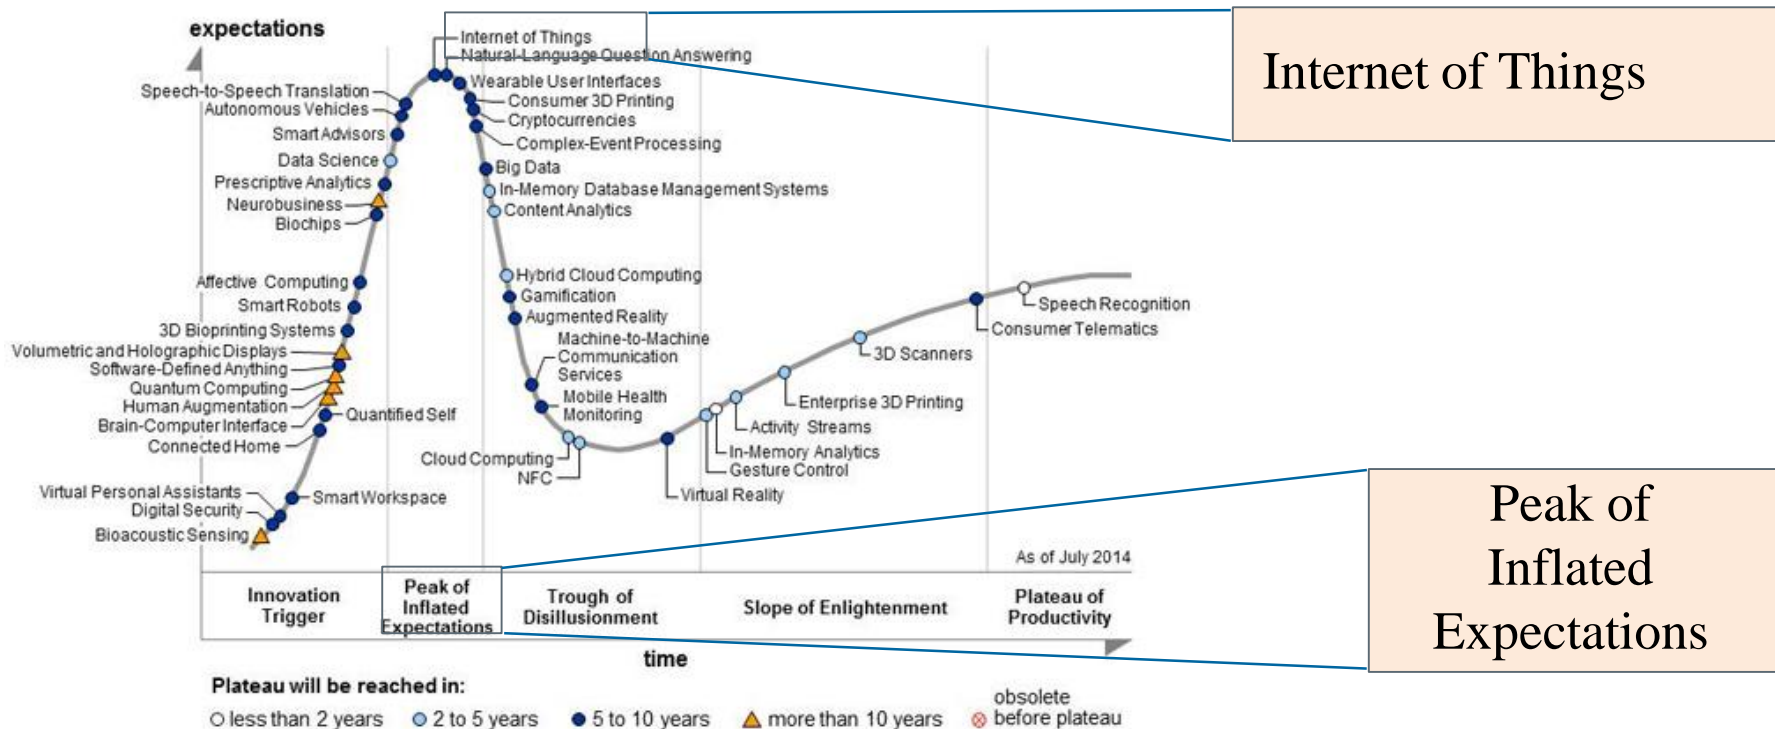 expectations
Internet of Things
Natural-Language Question Answering
Wearable User Interfaces
Consumer 3D Printing
Cryptocurrencies
Complex-Event Processing
Big Data
In-Memory Database Management Systems
Content Analytics
Speech-to-Speech Translation
Autonomous Vehicles
Smart Advisors
Data Science
Prescriptive Analytics
Neurobusiness
Biochips
Affective Computing
Smart Robots
3D Bioprinting Systems
Volumetric and Holographic Displays
Software-Defined Anything
Quantum Computing
Human Augmentation
Brain-Computer Interface
Connected Home
Quantified Self
Virtual Personal Assistants
Digital Security
Bioacoustic Sensing
Smart Workspace
Hybrid Cloud Computing
Gamification
Augmented Reality
Machine-to-Machine
Communication
Services
Mobile Health
Monitoring
Cloud Computing
NFC
Virtual Reality
Gesture Control
In-Memory Analytics
Activity Streams
Enterprise 3D Printing
3D Scanners
Consumer Telematics
Speech Recognition
As of July 2014
Innovation
Trigger
Peak of
Inflated
Expectations
Trough of
Disillusionment
Slope of Enlightenment
Plateau of
Productivity
time
Plateau will be reached in:
less than 2 years
2 to 5 years
5 to 10 years
more than 10 years
obsolete
before plateau
Internet of Things
Peak of
Inflated
Expectations